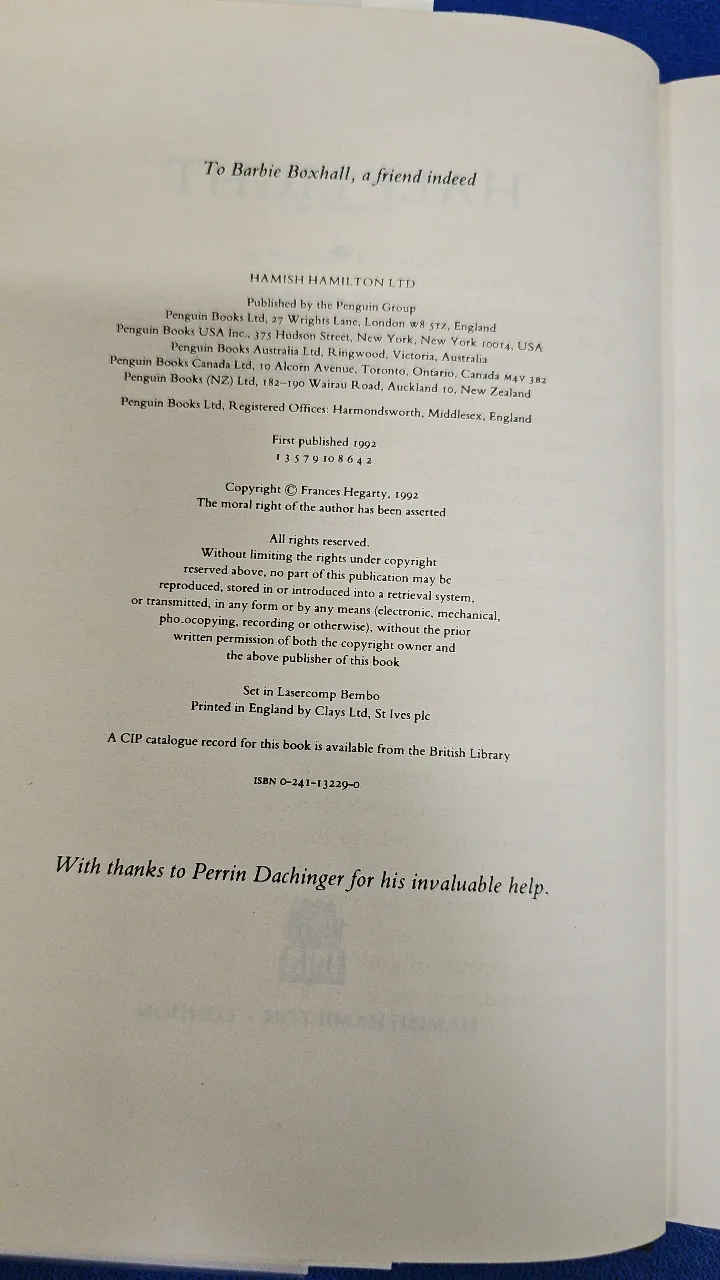 To Barbie Boxhall, a friend indeed
HAMISH HAMILTON LTD
Published by the Penguin Group
Penguin Books Ltd, 27 Wrights Lane, London W8 5TZ, England
Penguin Books USA Inc., 375 Hudson Street, New York, New York 10014, USA
Penguin Books Australia Ltd, Ringwood, Victoria, Australia
Penguin Books Canada Ltd, 10 Alcorn Avenue, Toronto, Ontario, Canada M4V 3B2
Penguin Books (NZ) Ltd, 182–190 Wairau Road, Auckland 10, New Zealand
Penguin Books Ltd, Registered Offices: Harmondsworth, Middlesex, England
First published 1992
1 3 5 7 9 10 8 6 4 2
Copyright © Frances Hegarty, 1992
The moral right of the author has been asserted
All rights reserved.
Without limiting the rights under copyright
reserved above, no part of this publication may be
reproduced, stored in or introduced into a retrieval system,
or transmitted, in any form or by any means (electronic, mechanical,
pho.ocopying, recording or otherwise), without the prior
written permission of both the copyright owner and
the above publisher of this book
Set in Lasercomp Bembo
Printed in England by Clays Ltd, St Ives plc
A CIP catalogue record for this book is available from the British Library
ISBN 0–241–13229–0
With thanks to Perrin Dachinger for his invaluable help.
HAMISH HAMILTON · LONDON